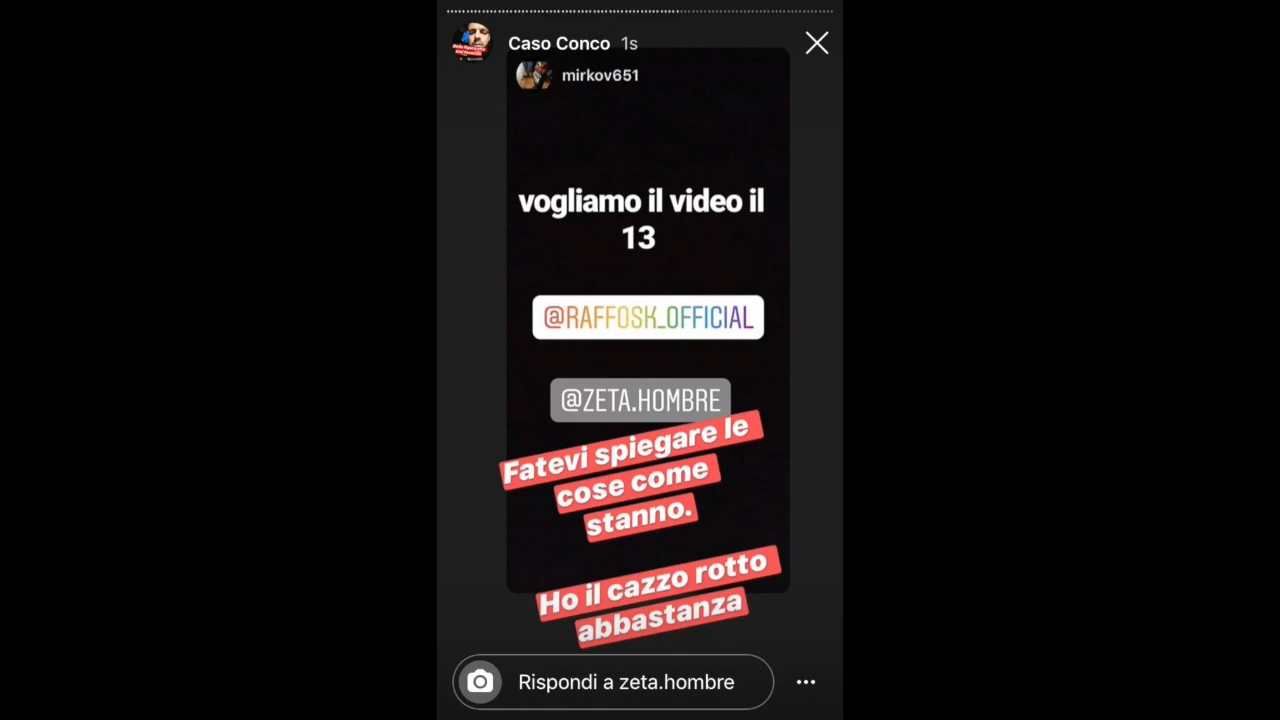 Caso Conco 1s
mirkov651
vogliamo il video il
13
@RAFFOSK_OFFICIAL
@ZETA.HOMBRE
Fatevi spiegare le
cose come
stanno.
Ho il cazzo rotto
abbastanza
Rispondi a zeta.hombre